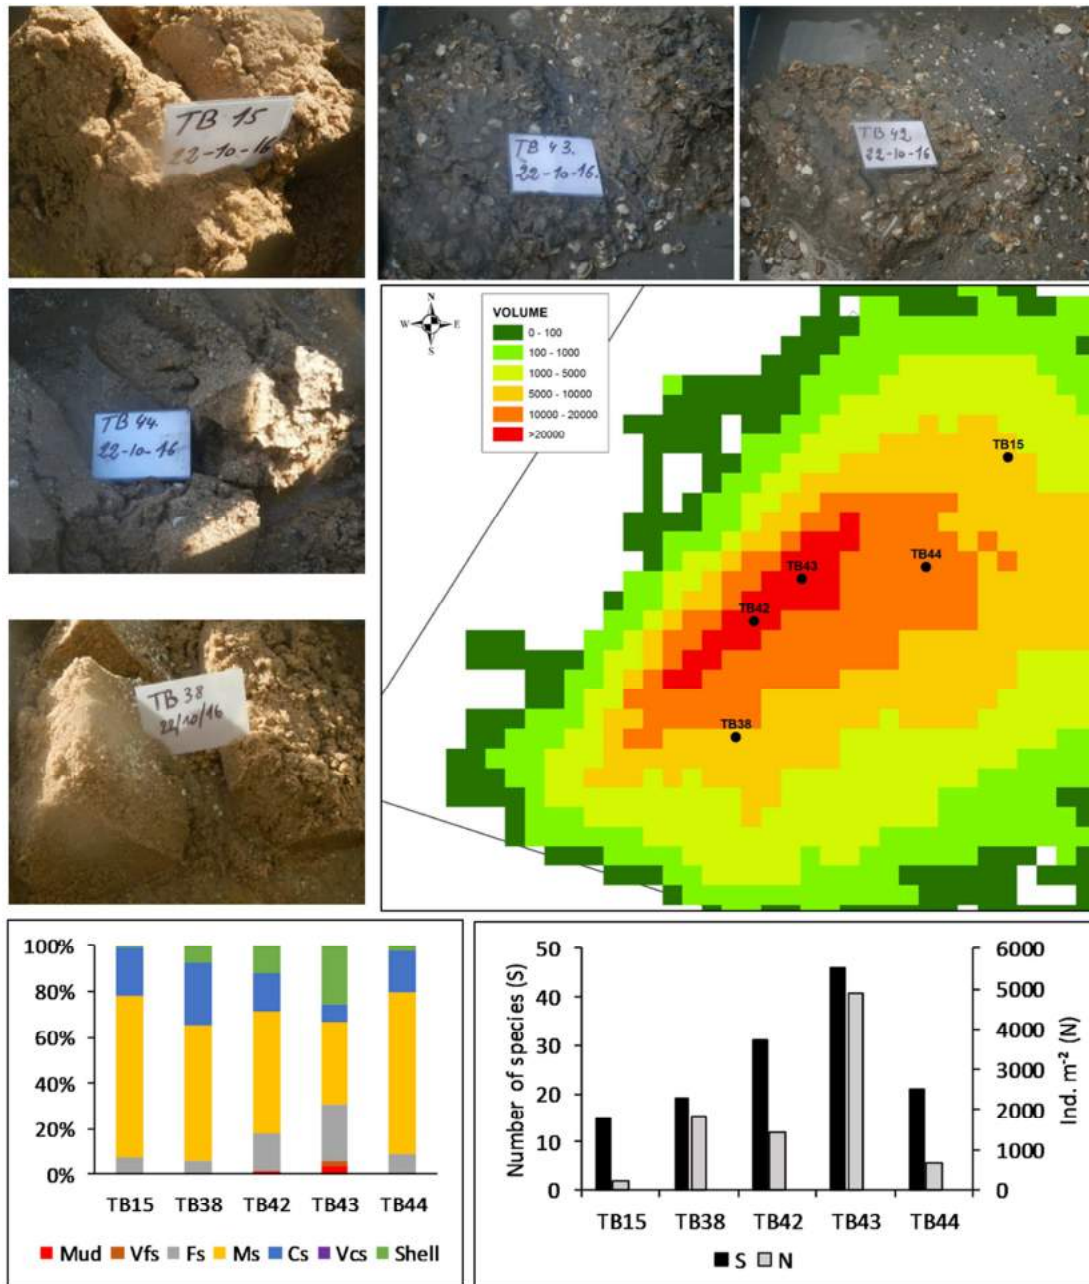 TB 15
22-10-16
TB 43.
22-10-16.
TB 42
22-10-16
TB 44.
22-10-16
TB 38
22/10/16
N
W E
S
VOLUME
0 - 100
100 - 1000
1000 - 5000
5000 - 10000
10000 - 20000
>20000
TB15
TB44
TB43
TB42
TB38
100%
80%
60%
40%
20%
0%
TB15 TB38 TB42 TB43 TB44
Mud Vfs Fs Ms Cs Vcs Shell
Number of species (S)
50
40
30
20
10
0
6000
5000
4000
3000
2000
1000
0
Ind. m⁻² (N)
TB15 TB38 TB42 TB43 TB44
S N